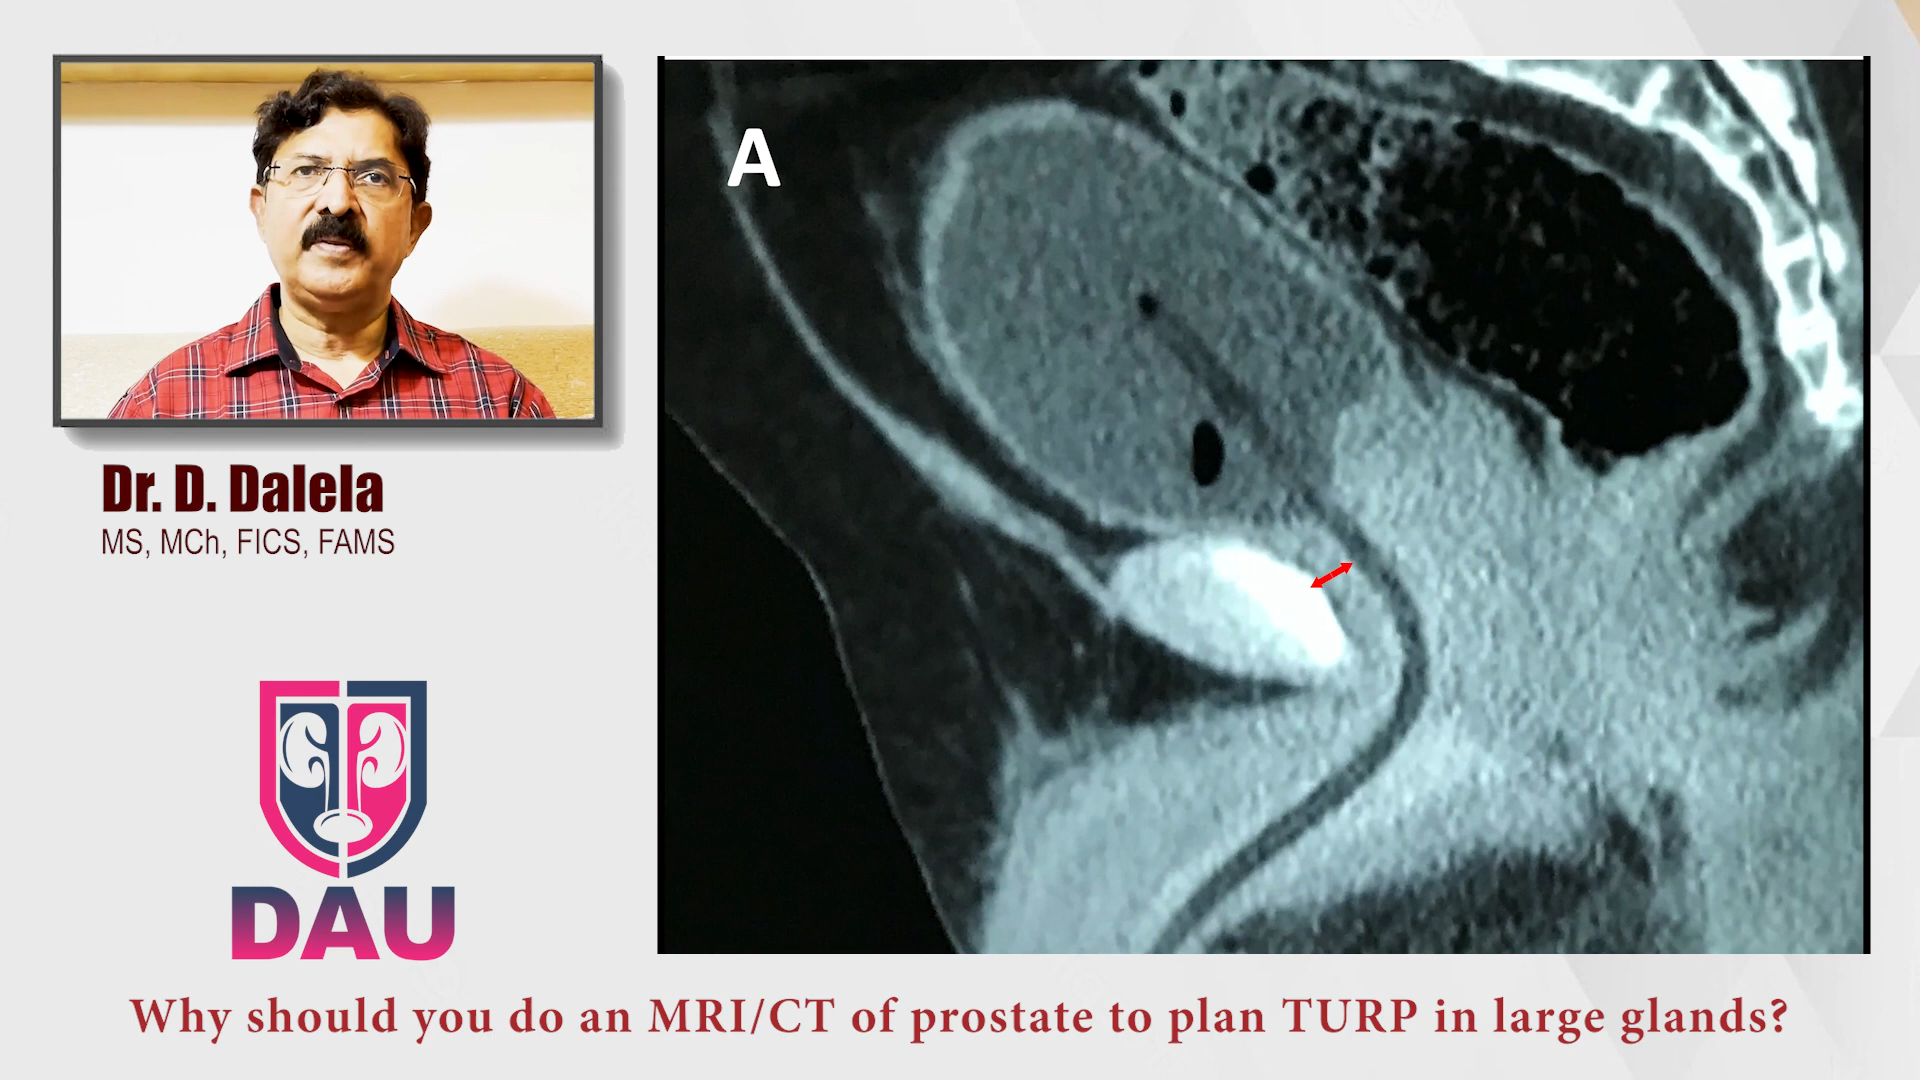 A
Dr. D. Dalela
MS, MCh, FICS, FAMS
DAU
Why should you do an MRI/CT of prostate to plan TURP in large glands?